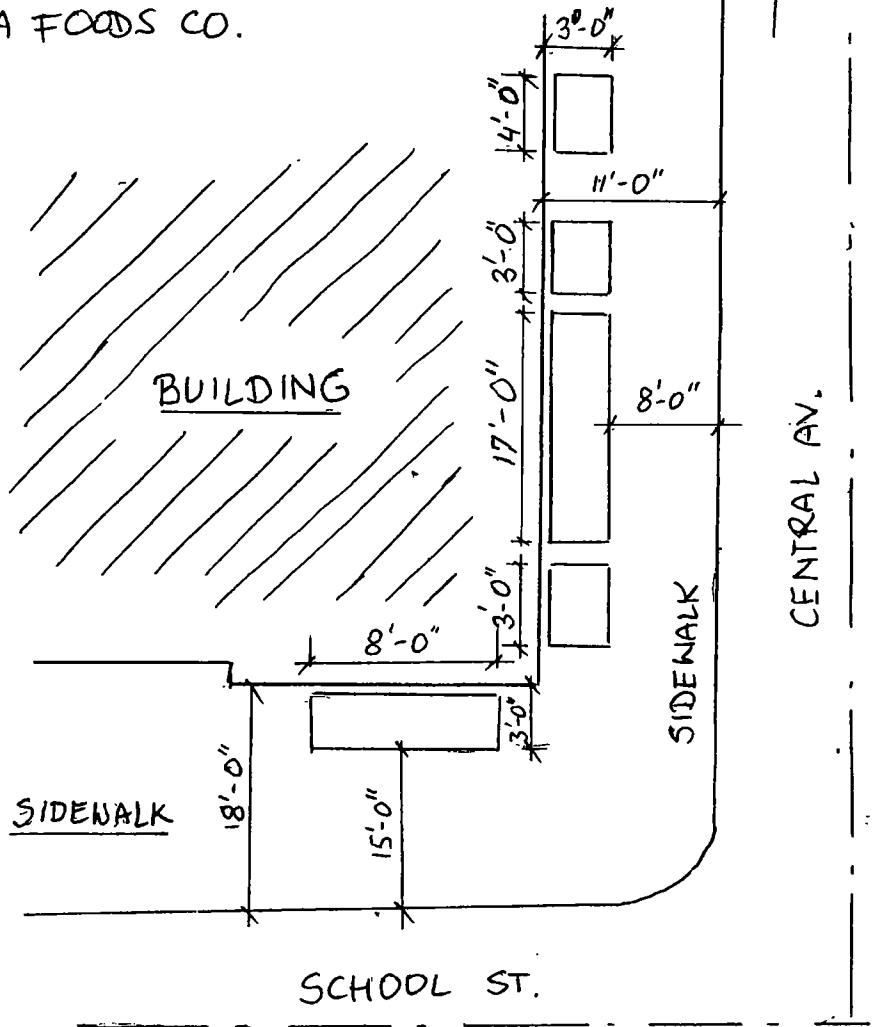 A FOODS CO.
3'-0"
4'-0"
11'-0"
3'-0"
BUILDING
17'-0"
8'-0"
CENTRAL AV.
3'-0"
8'-0"
SIDEWALK
3'-0"
18'-0"
SIDEWALK
15'-0"
SCHOOL ST.